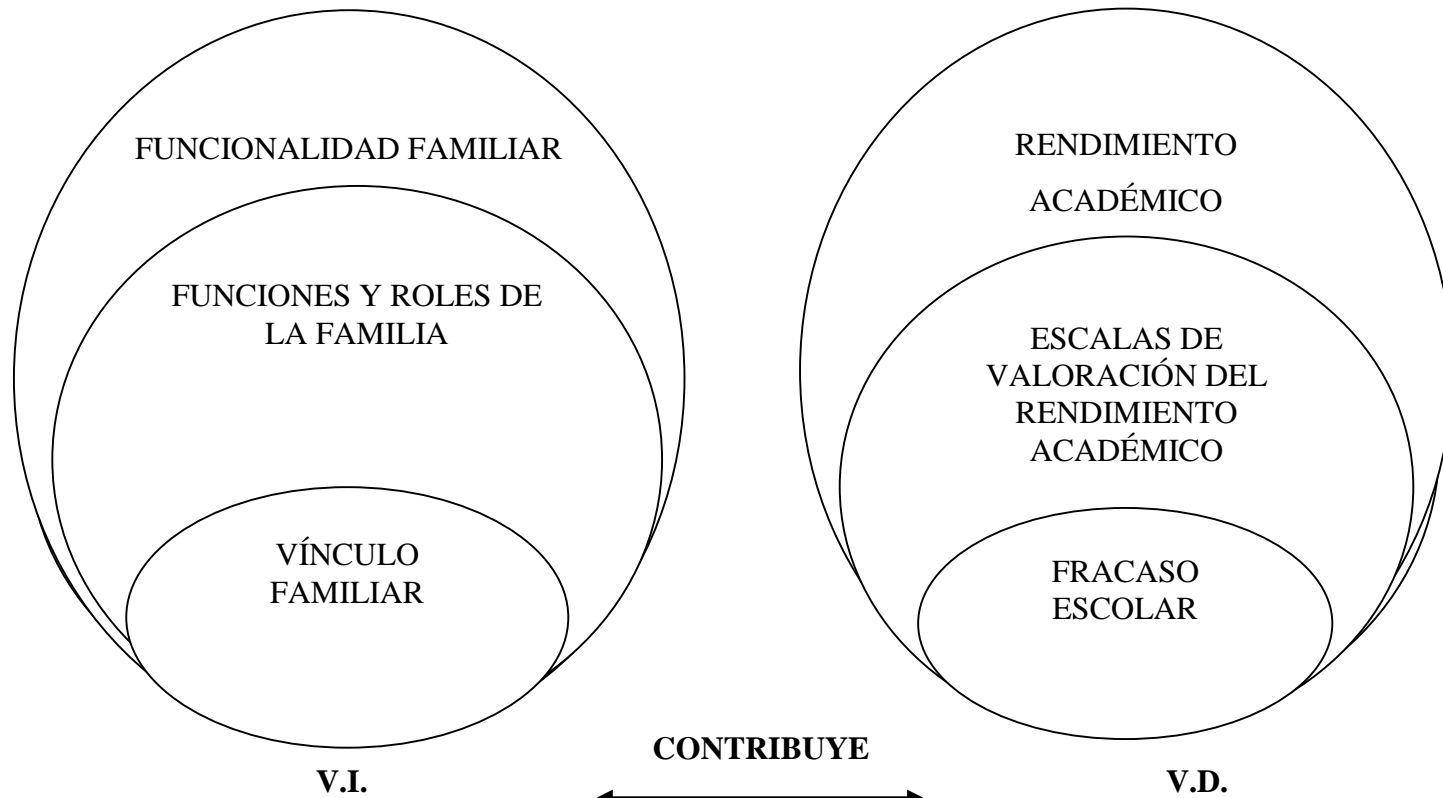 FUNCIONALIDAD FAMILIAR
FUNCIONES Y ROLES DE
LA FAMILIA
VÍNCULO
FAMILIAR
V.I.
RENDIMIENTO
ACADÉMICO
ESCALAS DE
VALORACIÓN DEL
RENDIMIENTO
ACADÉMICO
FRACASO
ESCOLAR
V.D.
CONTRIBUYE